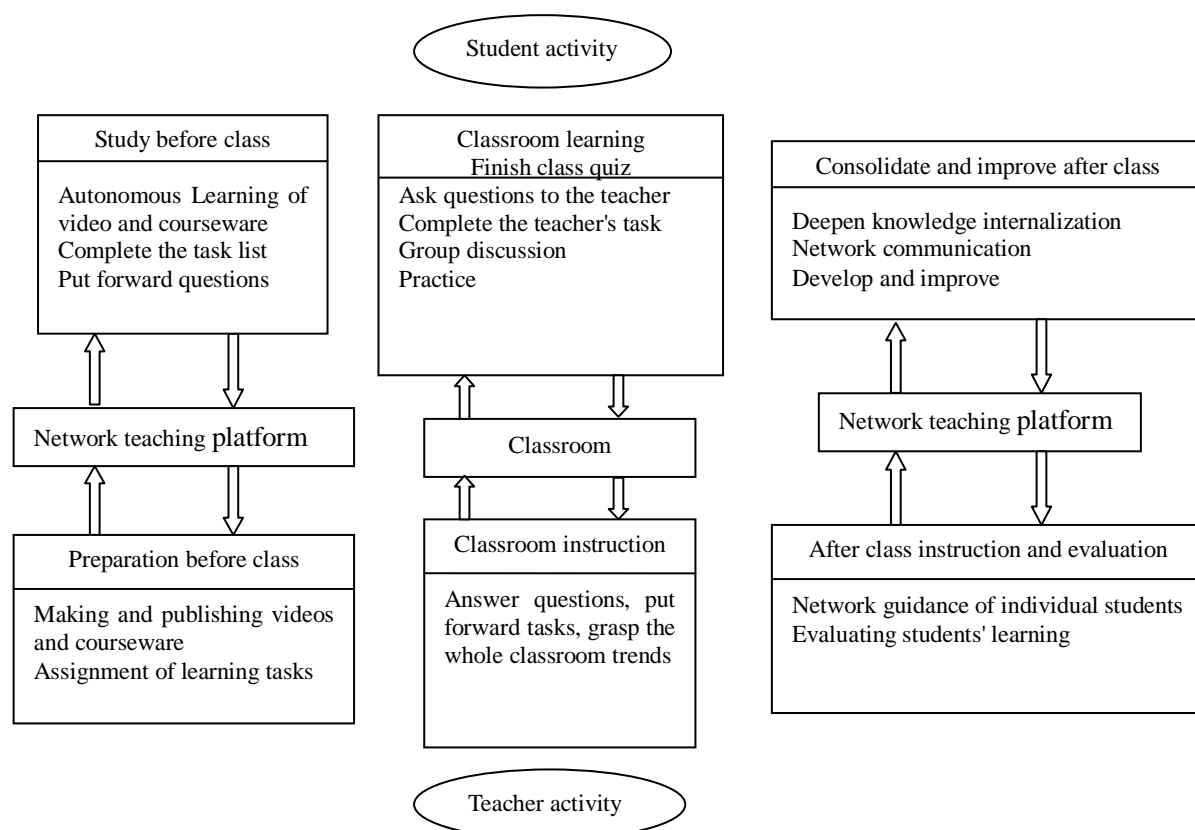 Student activity
Study before class
Autonomous Learning of
video and courseware
Complete the task list
Put forward questions
Classroom learning
Finish class quiz
Ask questions to the teacher
Complete the teacher's task
Group discussion
Practice
Consolidate and improve after class
Deepen knowledge internalization
Network communication
Develop and improve
Network teaching platform
Classroom
Network teaching platform
Preparation before class
Making and publishing videos
and courseware
Assignment of learning tasks
Classroom instruction
Answer questions, put
forward tasks, grasp the
whole classroom trends
After class instruction and evaluation
Network guidance of individual students
Evaluating students' learning
Teacher activity